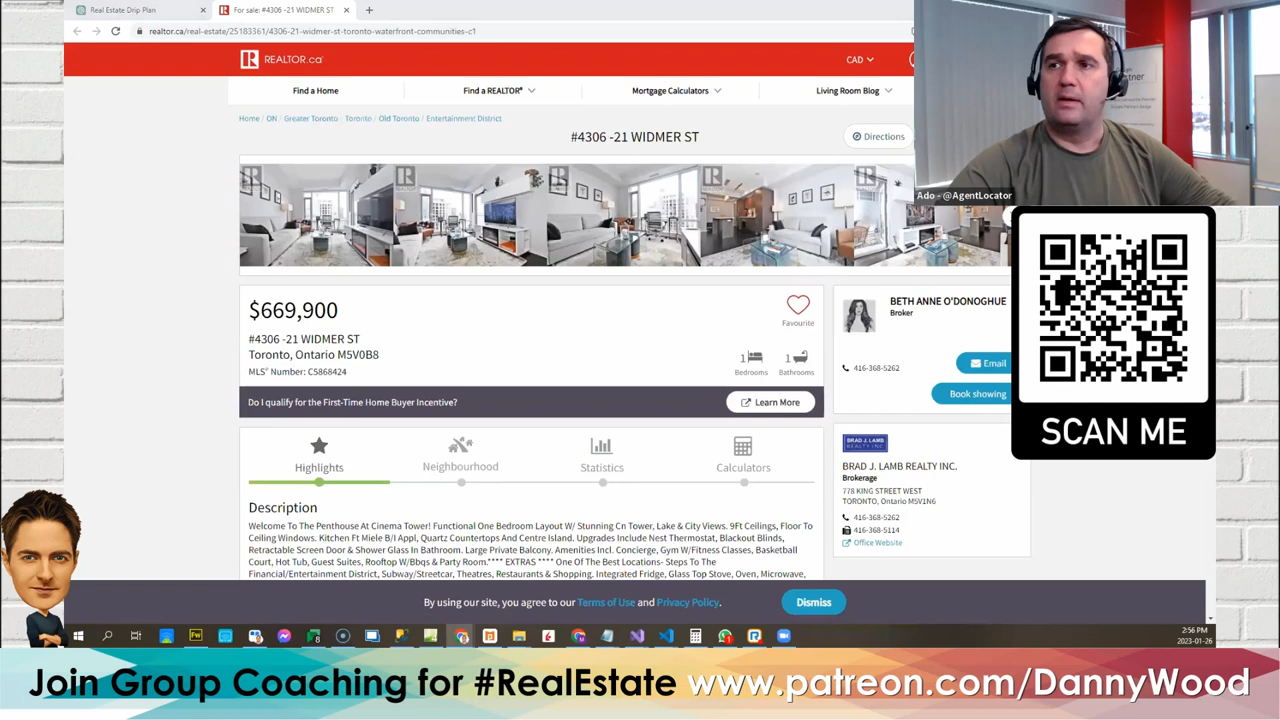 Real Estate Drip Plan
For sale: #4306 -21 WIDMER ST
realtor.ca/real-estate/25183361/4306-21-widmer-st-toronto-waterfront-communities-c1
REALTOR.ca
CAD
Find a Home
Find a REALTOR®
Mortgage Calculators
Living Room Blog
Home / ON / Greater Toronto / Toronto / Old Toronto / Entertainment District
#4306 -21 WIDMER ST
Directions
Ado - @AgentLocator
$669,900
Favourite
#4306 -21 WIDMER ST
Toronto, Ontario M5V0B8
MLS® Number: C5868424
1 Bedrooms
1 Bathrooms
Do I qualify for the First-Time Home Buyer Incentive?
Learn More
BETH ANNE O'DONOGHUE
Broker
416-368-5262
Email
Book showing
Highlights
Neighbourhood
Statistics
Calculators
BRAD J. LAMB
REALTY INC.
BRAD J. LAMB REALTY INC.
Brokerage
778 KING STREET WEST
TORONTO, Ontario M5V1N6
416-368-5262
416-368-5114
Office Website
Description
Welcome To The Penthouse At Cinema Tower! Functional One Bedroom Layout W/ Stunning Cn Tower, Lake & City Views. 9Ft Ceilings, Floor To
Ceiling Windows. Kitchen Ft Miele B/I Appl, Quartz Countertops And Centre Island. Upgrades Include Nest Thermostat, Blackout Blinds,
Retractable Screen Door & Shower Glass In Bathroom. Large Private Balcony. Amenities Incl. Concierge, Gym W/Fitness Classes, Basketball
Court, Hot Tub, Guest Suites, Rooftop W/Bbqs & Party Room.**** EXTRAS **** One Of The Best Locations- Steps To The
Financial/Entertainment District, Subway/Streetcar, Theatres, Restaurants & Shopping. Integrated Fridge, Glass Top Stove, Oven, Microwave,
By using our site, you agree to our Terms of Use and Privacy Policy.
Dismiss
SCAN ME
2:56 PM
2023-01-26
Join Group Coaching for #RealEstate www.patreon.com/DannyWood